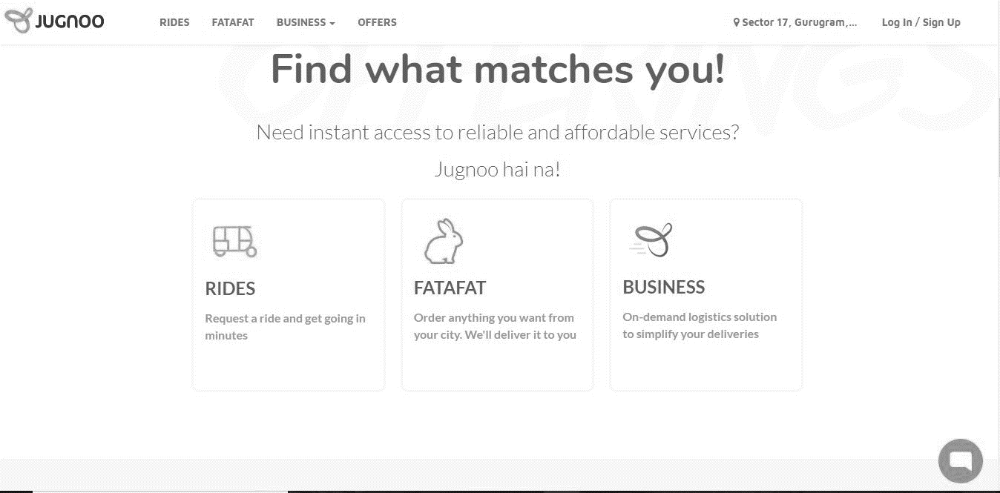 JUGNOO
RIDES
FATAFAT
BUSINESS
OFFERS
Sector 17, Gurugram,...
Log In / Sign Up
OFFERINGS
Find what matches you!
Need instant access to reliable and affordable services?
Jugnoo hai na!
RIDES
Request a ride and get going in
minutes
FATAFAT
Order anything you want from
your city. We'll deliver it to you
BUSINESS
On-demand logistics solution
to simplify your deliveries